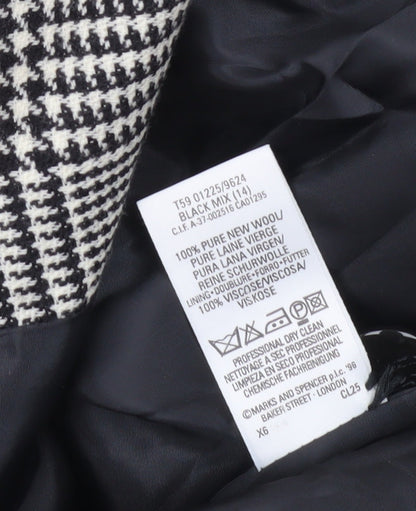 T59 01225/9624
BLACK MIX (14)
C.I.F. A-37-002516 CA01295
100% PURE NEW WOOL/
PURE LAINE VIERGE
PURA LANA VIRGEN/
REINE SCHURWOLLE
LINING·DOUBLURE·FORRO·FUTTER
100% VISCOSE/VISCOSA/
VISKOSE
P
PROFESSIONAL DRY CLEAN
NETTOYAGE A SEC PROFESSIONNEL
LIMPIEZA EN SECO PROFESIONAL
CHEMISCHE FACHREINIGUNG
©MARKS AND SPENCER p.l.c. '96
BAKER STREET · LONDON
X6 CL25